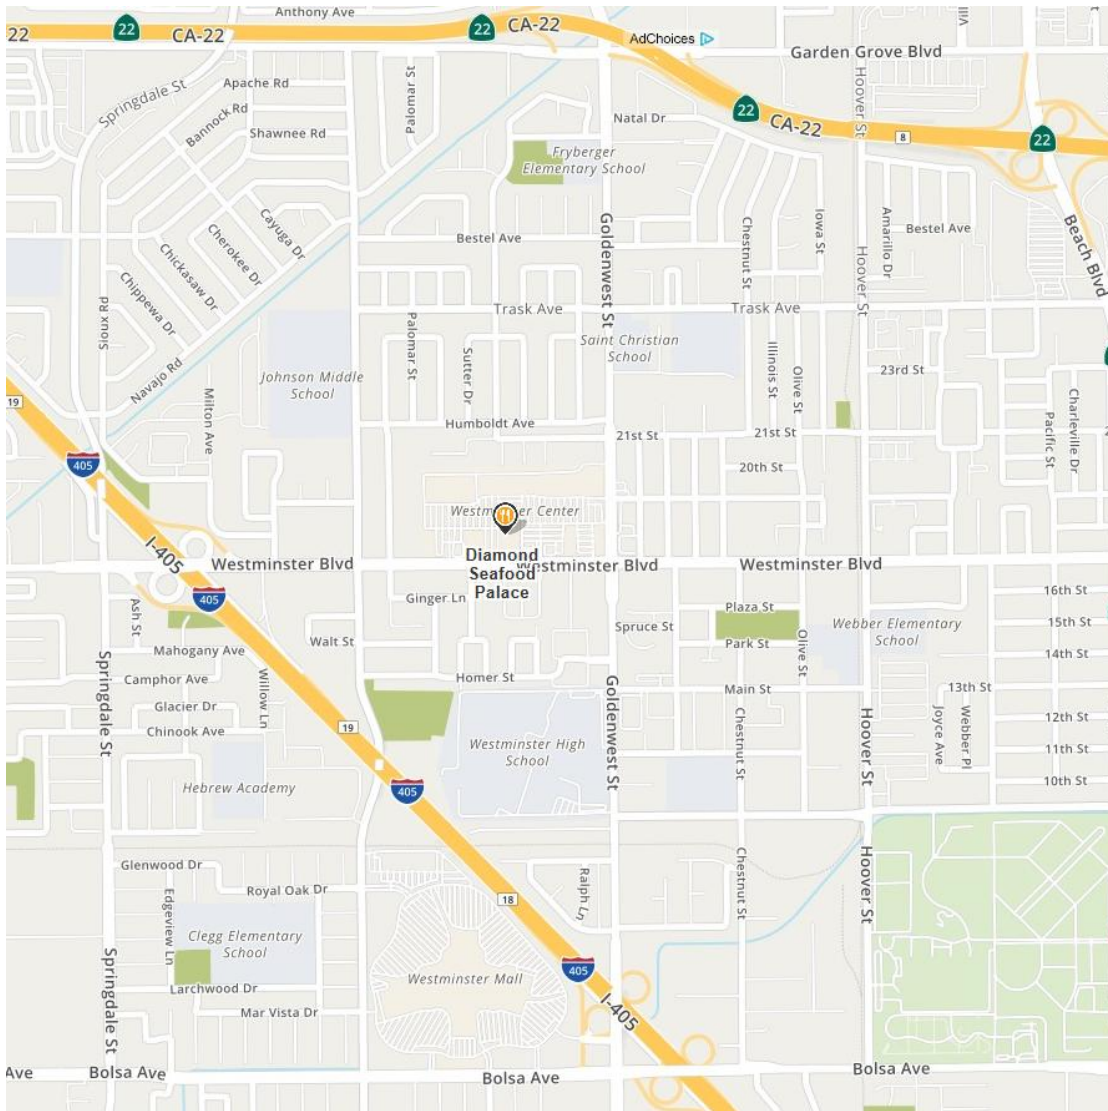 Anthony Ave
22
22
CA-22
22
CA-22
AdChoices
Garden Grove Blvd
Springdale St
Apache Rd
Bannock Rd
Shawnee Rd
Palomar St
Natal Dr
22
CA-22
8
22
Hoover St
Fryberger
Elementary School
Cayuga Dr
Cherokee Dr
Chickasaw Dr
Chippewa Dr
Bestel Ave
Goldenwest St
Chestnut St
Iowa St
Amarillo Dr
Bestel Ave
Beach Blvd
Hoover St
Sioux Rd
Trask Ave
Trask Ave
Palomar St
Sutter Dr
Saint Christian
School
Illinois St
Olive St
23rd St
Navajo Rd
Milton Ave
Johnson Middle
School
19
Humboldt Ave
21st St
21st St
Pacific St
Charleville Dr
405
20th St
Westminster Center
I-405
Westminster Blvd
Diamond
Seafood
Palace
Westminster Blvd
Westminster Blvd
405
Ash St
Ginger Ln
Plaza St
16th St
Walt St
Spruce St
Park St
Olive St
Webber Elementary
School
15th St
Mahogany Ave
14th St
Springdale St
Camphor Ave
Willow Ln
Homer St
Goldenwest St
Main St
13th St
Glacier Dr
Chinook Ave
19
Westminster High
School
Chestnut St
Hoover St
Joyce Ave
Webber Pl
12th St
11th St
10th St
Hebrew Academy
405
Glenwood Dr
Royal Oak Dr
Edgeview Ln
18
Ralph Ln
Chestnut St
Hoover St
Clegg Elementary
School
Springdale St
Larchwood Dr
Mar Vista Dr
Westminster Mall
405
I-405
Ave
Bolsa Ave
Bolsa Ave
Bolsa Ave